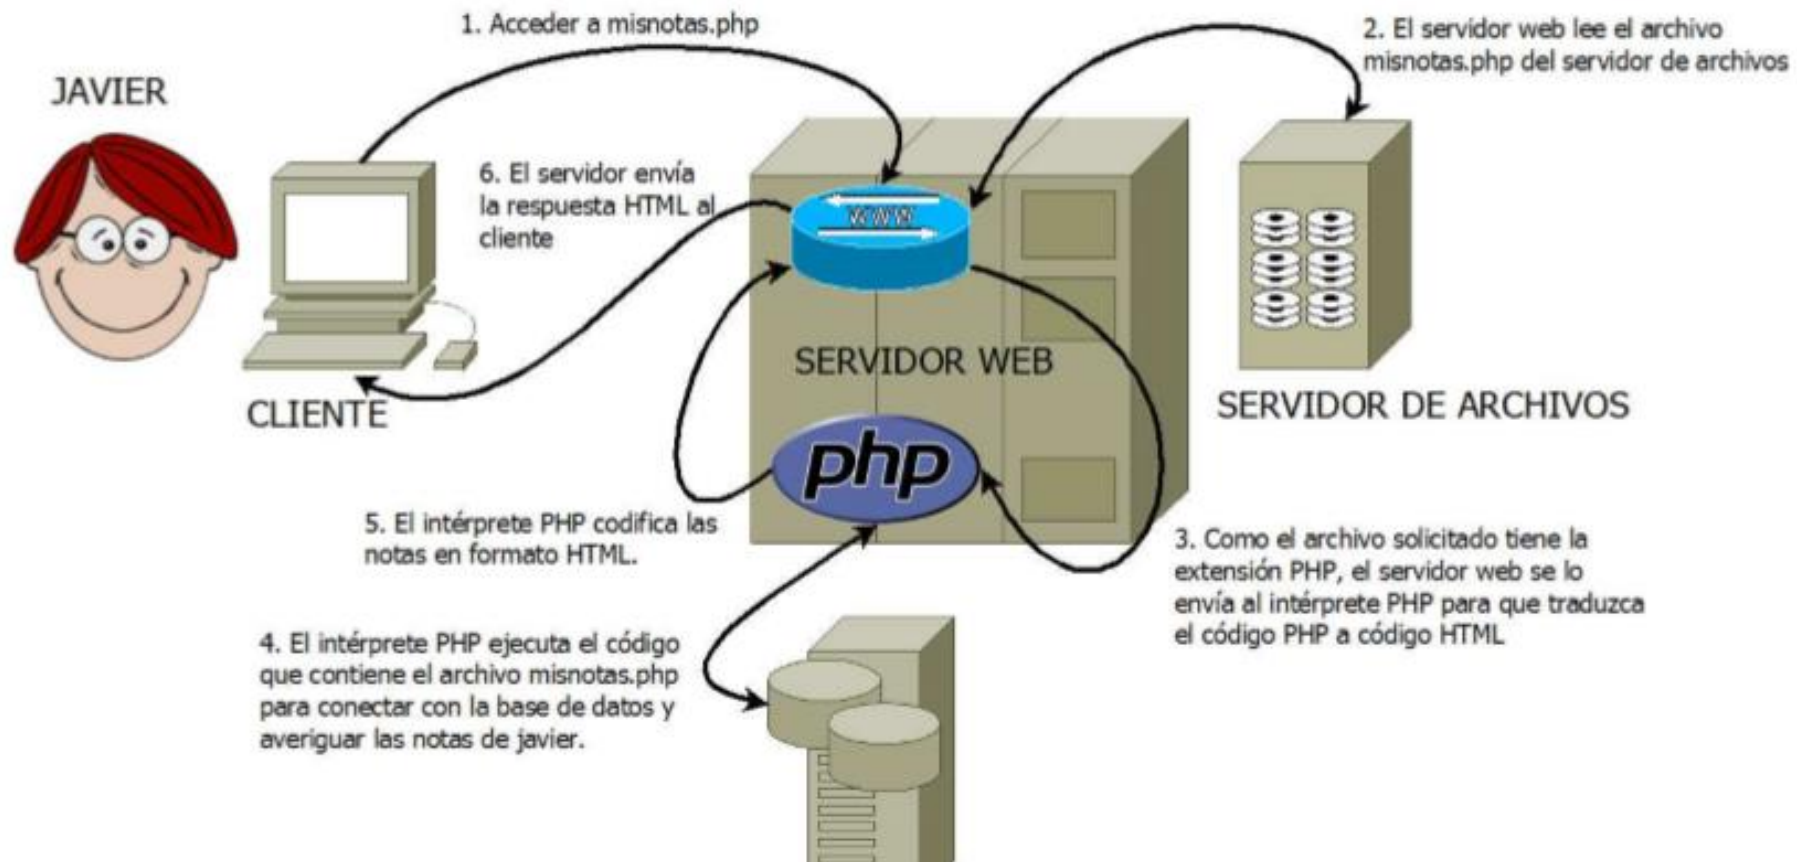 1. Acceder a misnotas.php
2. El servidor web lee el archivo
misnotas.php del servidor de archivos
JAVIER
6. El servidor envía
la respuesta HTML al
cliente
WWW
SERVIDOR WEB
CLIENTE
SERVIDOR DE ARCHIVOS
php
5. El intérprete PHP codifica las
notas en formato HTML.
3. Como el archivo solicitado tiene la
extensión PHP, el servidor web se lo
envía al intérprete PHP para que traduzca
el código PHP a código HTML
4. El intérprete PHP ejecuta el código
que contiene el archivo misnotas.php
para conectar con la base de datos y
averiguar las notas de javier.